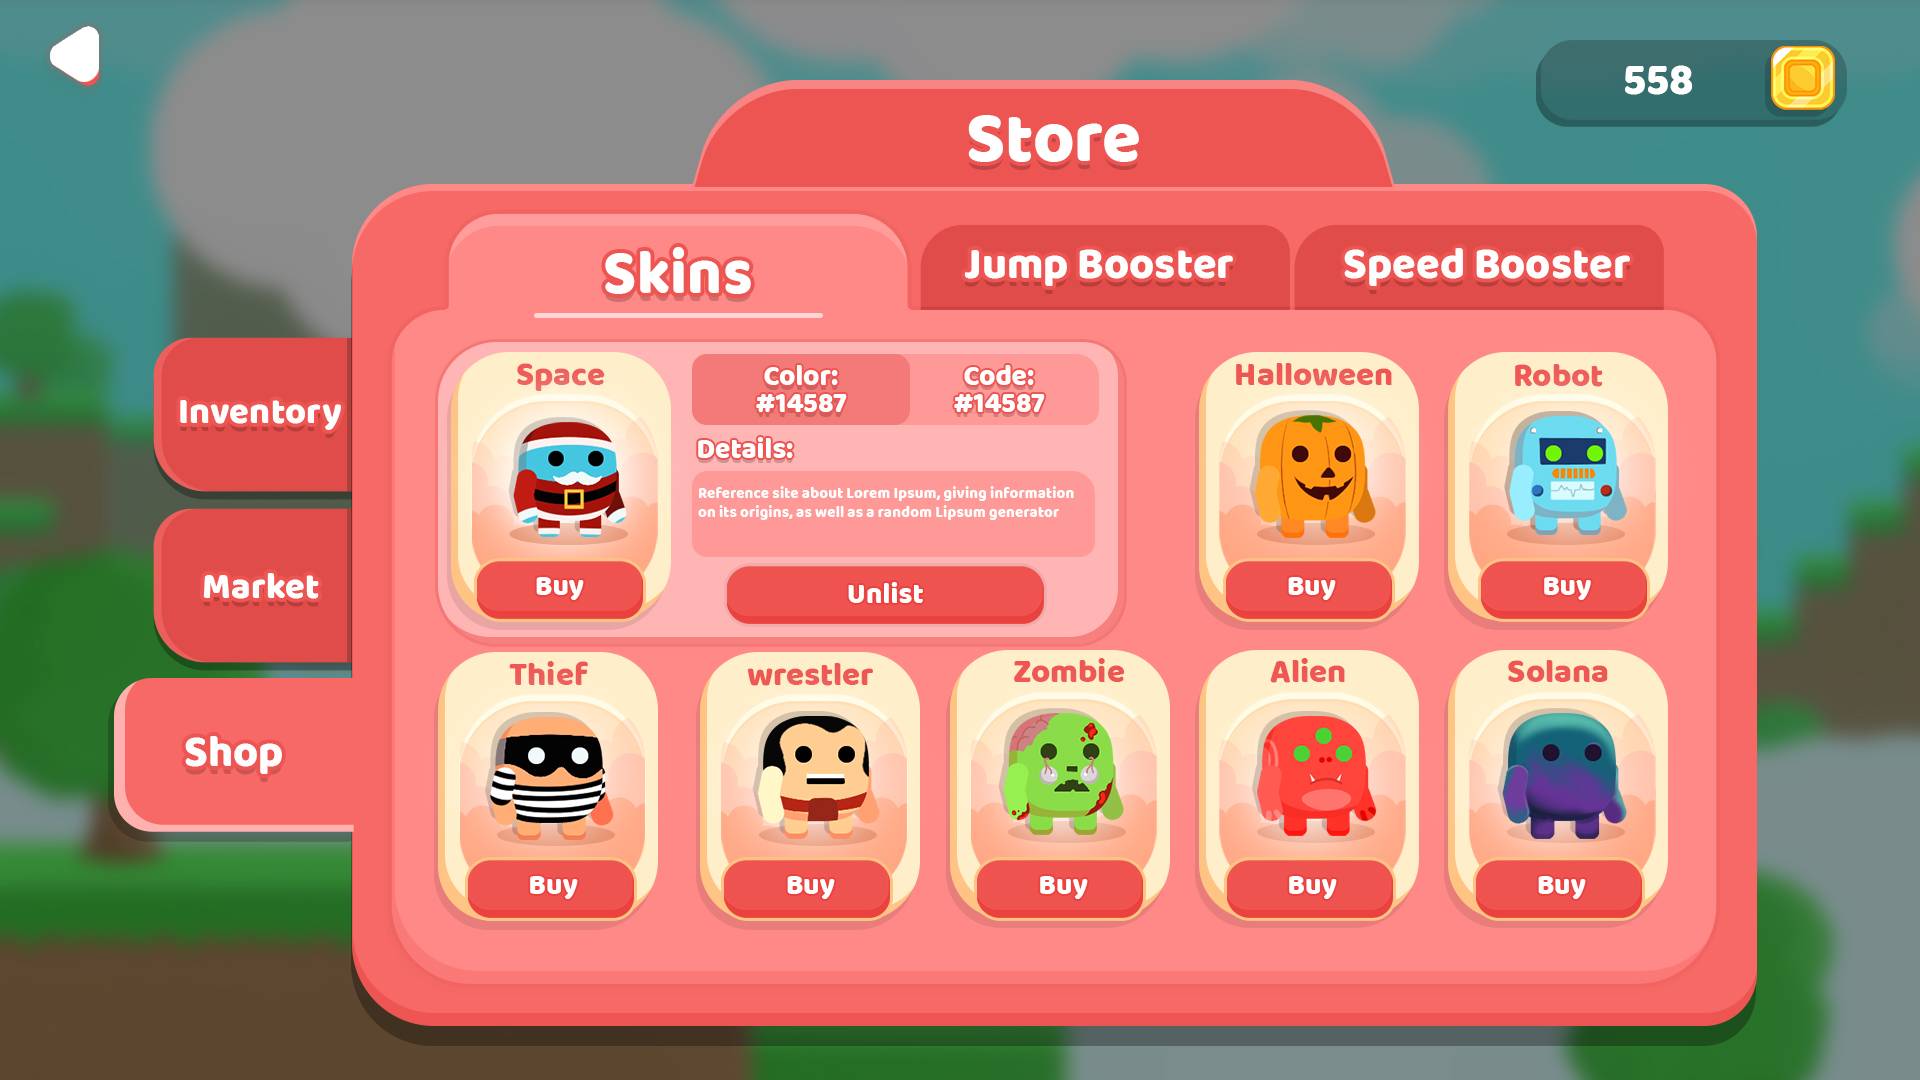 558
Store
Skins
Jump Booster
Speed Booster
Inventory
Market
Shop
Space
Buy
Color:
#14587
Code:
#14587
Details:
Reference site about Lorem Ipsum, giving information
on its origins, as well as a random Lipsum generator
Unlist
Halloween
Buy
Robot
Buy
Thief
Buy
wrestler
Buy
Zombie
Buy
Alien
Buy
Solana
Buy